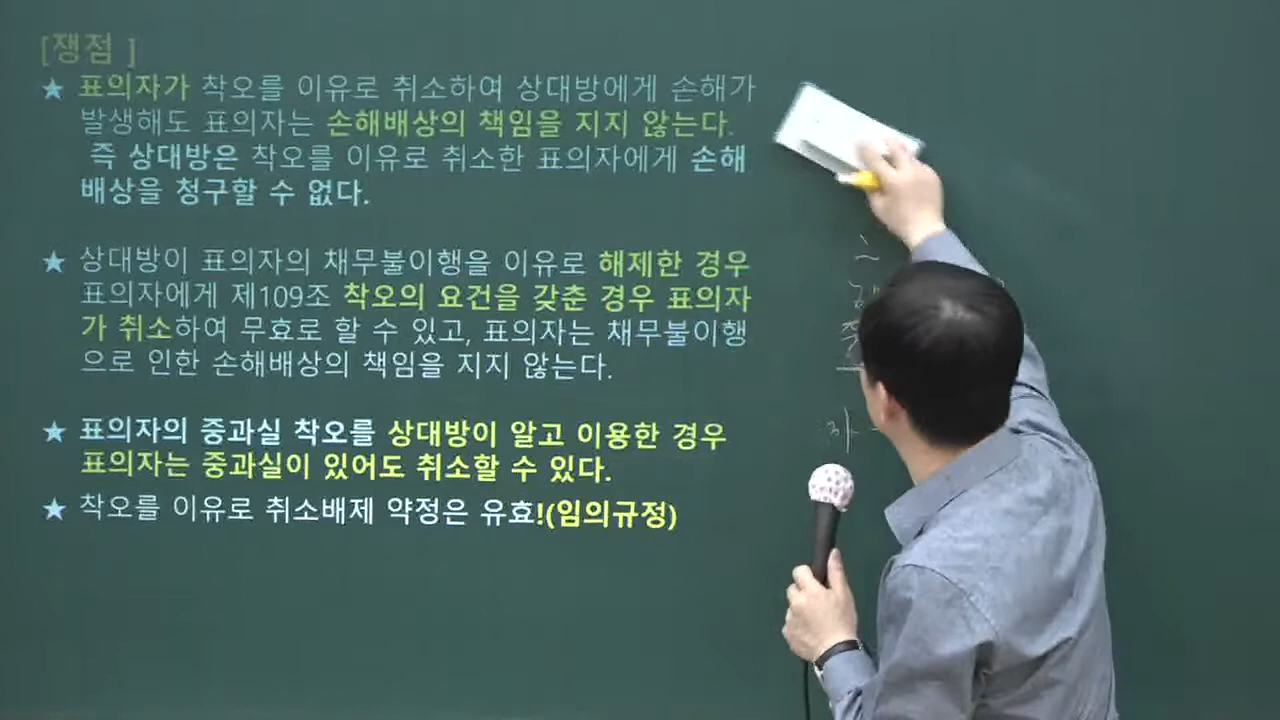 [쟁점 ]
★ 표의자가 착오를 이유로 취소하여 상대방에게 손해가
발생해도 표의자는 손해배상의 책임을 지지 않는다.
즉 상대방은 착오를 이유로 취소한 표의자에게 손해
배상을 청구할 수 없다.
★ 상대방이 표의자의 채무불이행을 이유로 해제한 경우
표의자에게 제109조 착오의 요건을 갖춘 경우 표의자
가 취소하여 무효로 할 수 있고, 표의자는 채무불이행
으로 인한 손해배상의 책임을 지지 않는다.
★ 표의자의 중과실 착오를 상대방이 알고 이용한 경우
표의자는 중과실이 있어도 취소할 수 있다.
★ 착오를 이유로 취소배제 약정은 유효!(임의규정)